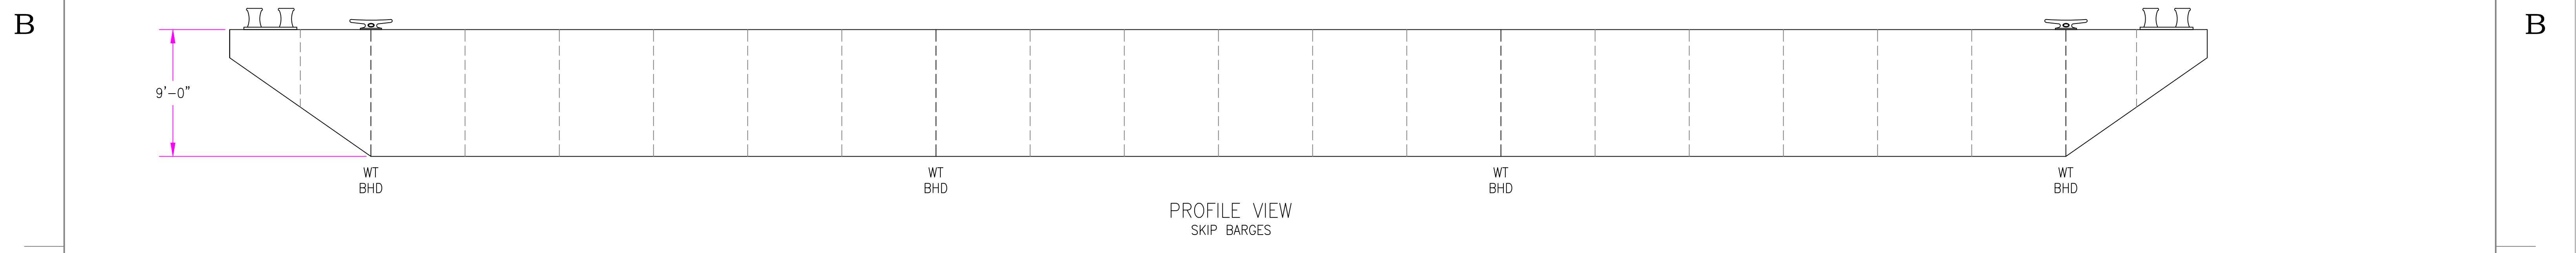 B
B
9'-0"
WT
BHD
WT
BHD
WT
BHD
WT
BHD
PROFILE VIEW
SKIP BARGES